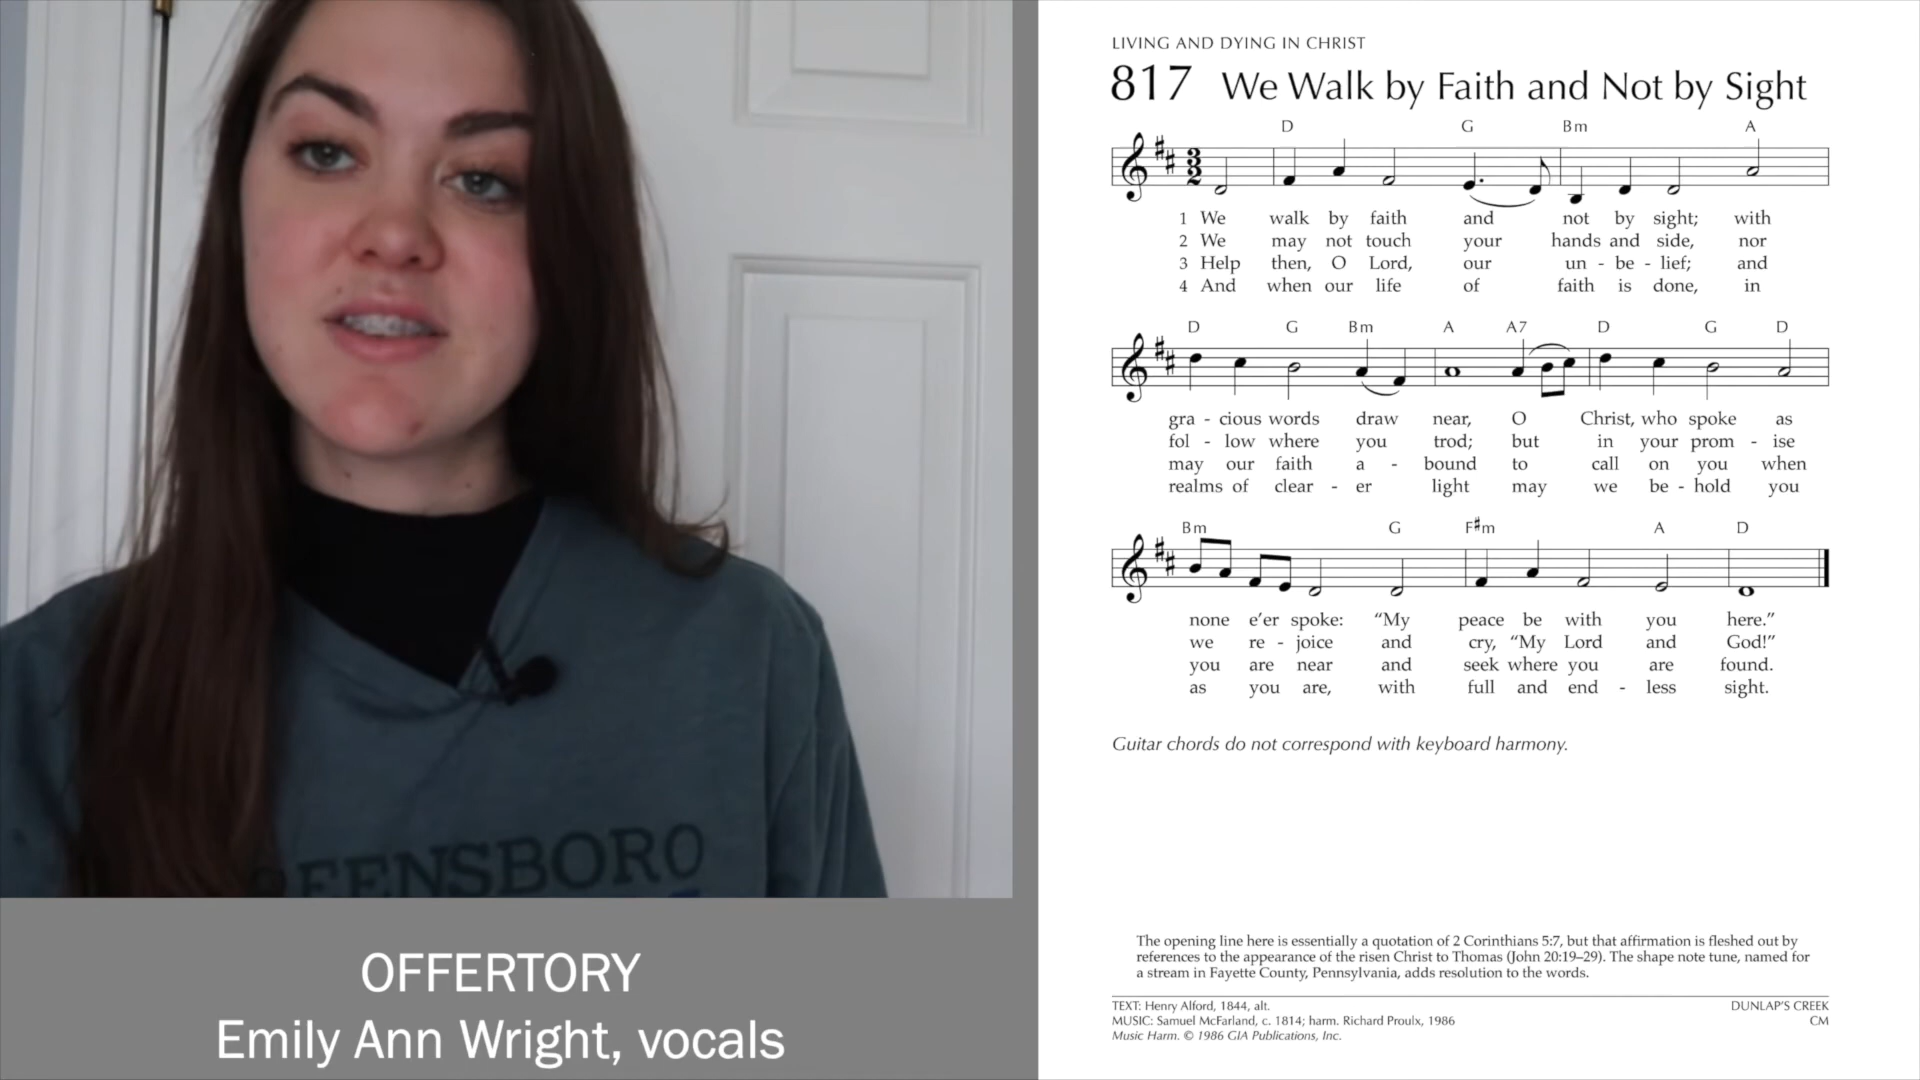 EENSBORO
OFFERTORY
Emily Ann Wright, vocals
LIVING AND DYING IN CHRIST
817 We Walk by Faith and Not by Sight
D G Bm A
3
2
1 We walk by faith and not by sight; with
2 We may not touch your hands and side, nor
3 Help then, O Lord, our un - be - lief; and
4 And when our life of faith is done, in
D G Bm A A7 D G D
gra - cious words draw near, O Christ, who spoke as
fol - low where you trod; but in your prom - ise
may our faith a - bound to call on you when
realms of clear - er light may we be - hold you
Bm G F#m A D
none e’er spoke: “My peace be with you here.”
we re - joice and cry, “My Lord and God!”
you are near and seek where you are found.
as you are, with full and end - less sight.
Guitar chords do not correspond with keyboard harmony.
The opening line here is essentially a quotation of 2 Corinthians 5:7, but that affirmation is fleshed out by
references to the appearance of the risen Christ to Thomas (John 20:19–29). The shape note tune, named for
a stream in Fayette County, Pennsylvania, adds resolution to the words.
TEXT: Henry Alford, 1844, alt. DUNLAP’S CREEK
MUSIC: Samuel McFarland, c. 1814; harm. Richard Proulx, 1986 CM
Music Harm. © 1986 GIA Publications, Inc.